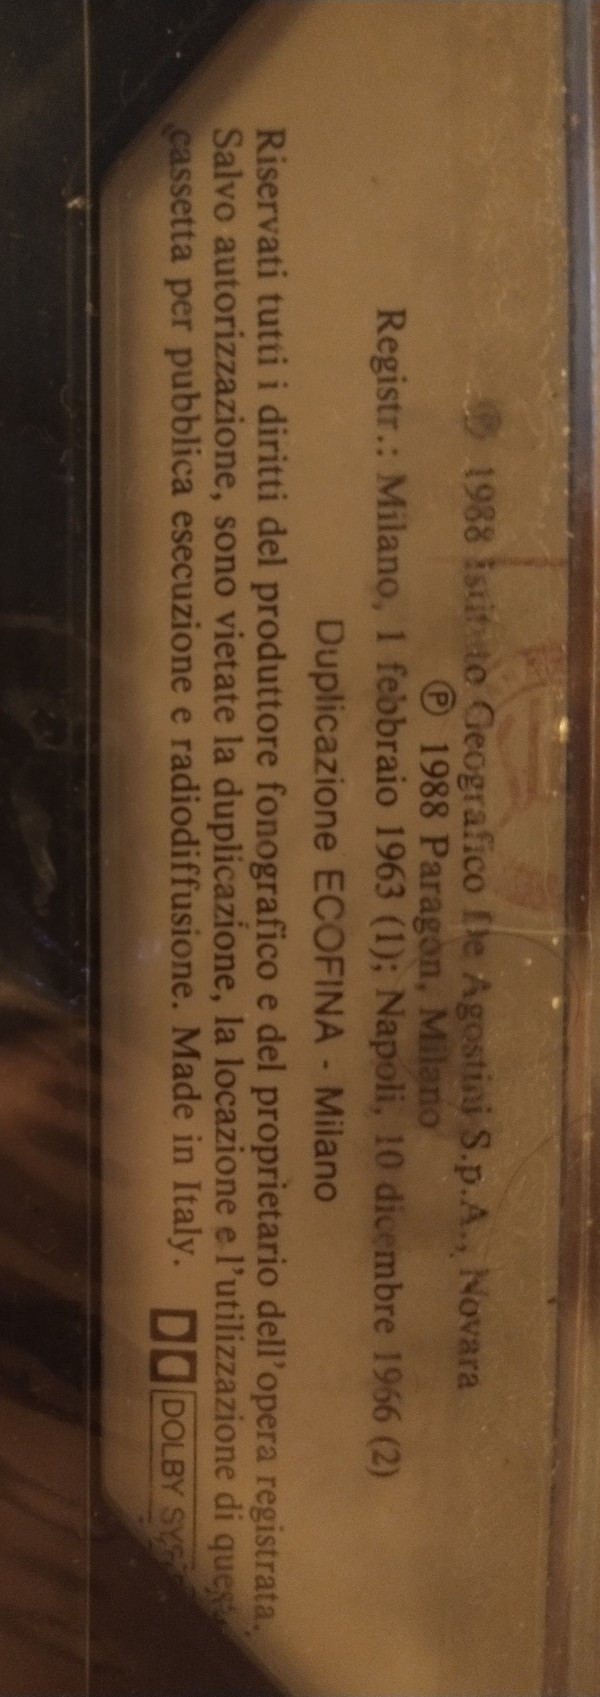 Ⓟ 1988 Istituto Geografico De Agostini S.p.A., Novara
Ⓟ 1988 Paragon, Milano
Registr.: Milano, 1 febbraio 1963 (1); Napoli, 10 dicembre 1966 (2)
Duplicazione ECOFINA - Milano
Riservati tutti i diritti del produttore fonografico e del proprietario dell'opera registrata.
Salvo autorizzazione, sono vietate la duplicazione, la locazione e l'utilizzazione di
cassetta per pubblica esecuzione e radiodiffusione. Made in Italy. DOLBY